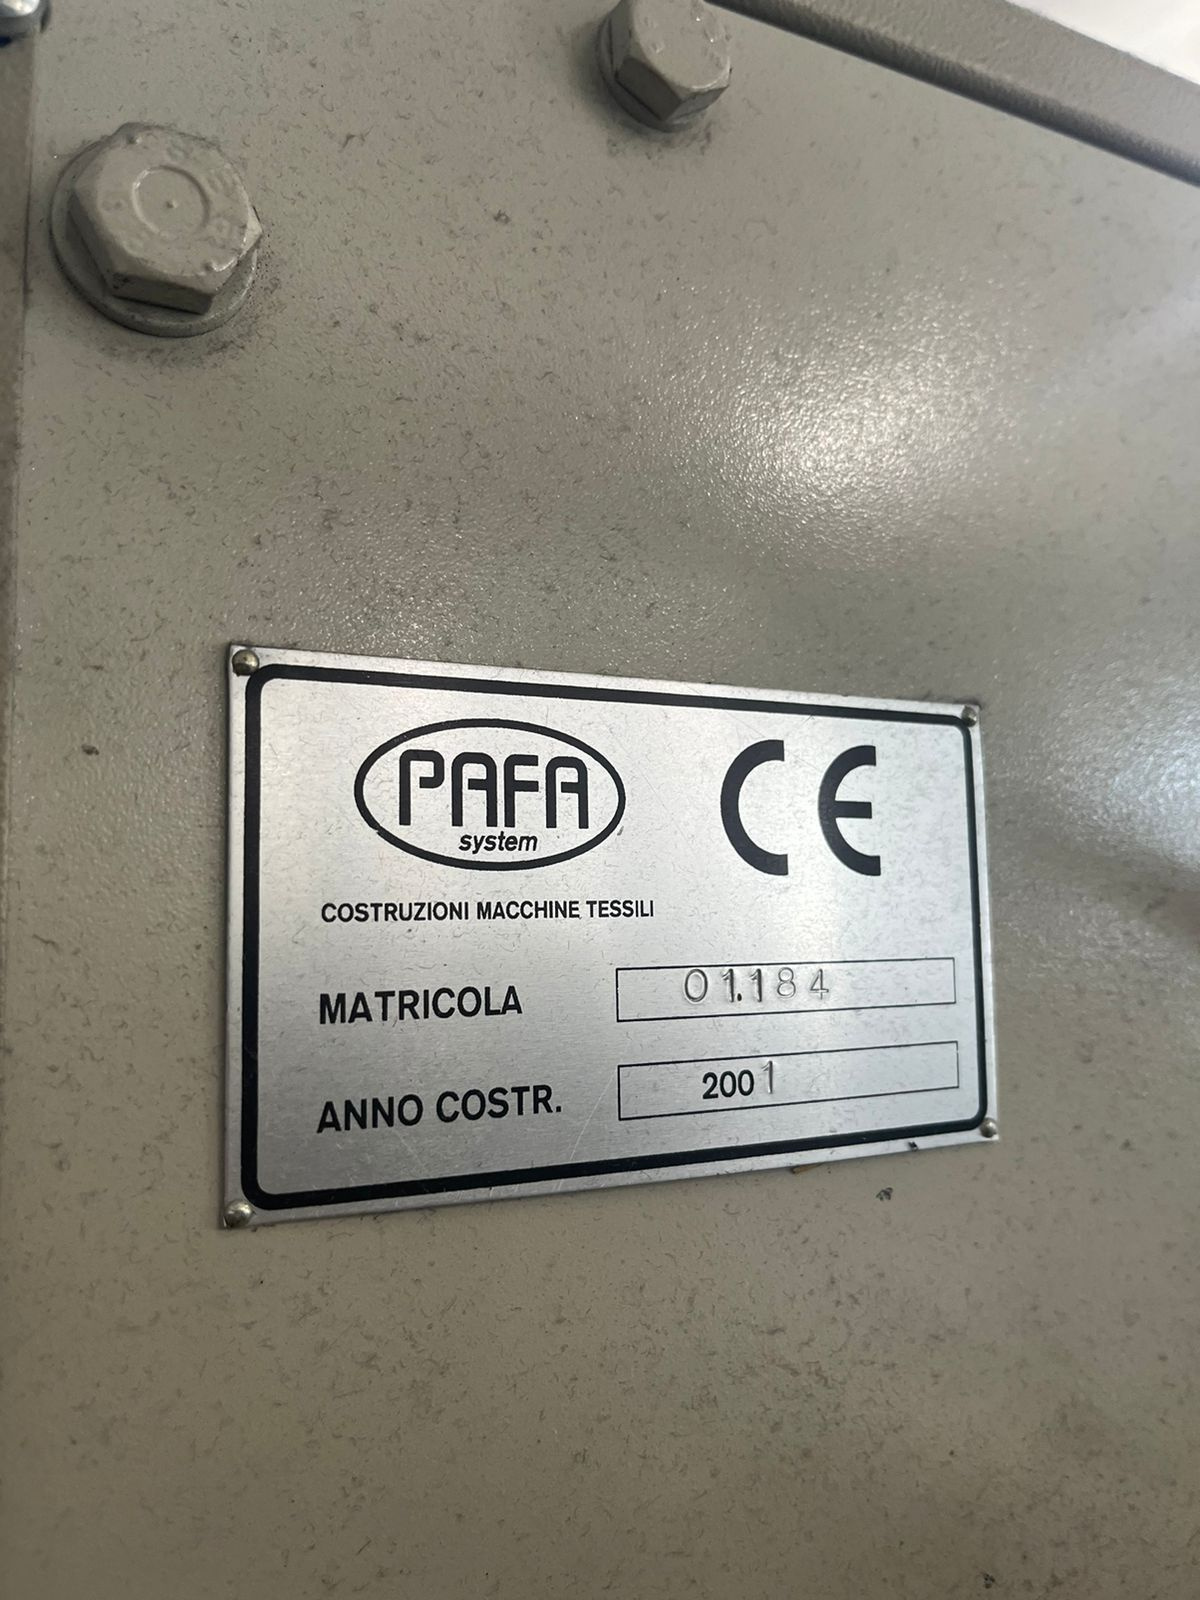 PAFA
system
CE
COSTRUZIONI MACCHINE TESSILI
MATRICOLA 01.184
ANNO COSTR. 2001